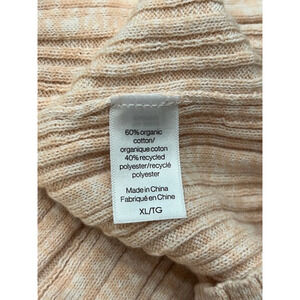 60% organic
cotton/
organique coton
40% recycled
polyester/recyclé
polyester
Made in China
Fabriqué en Chine
XL/TG